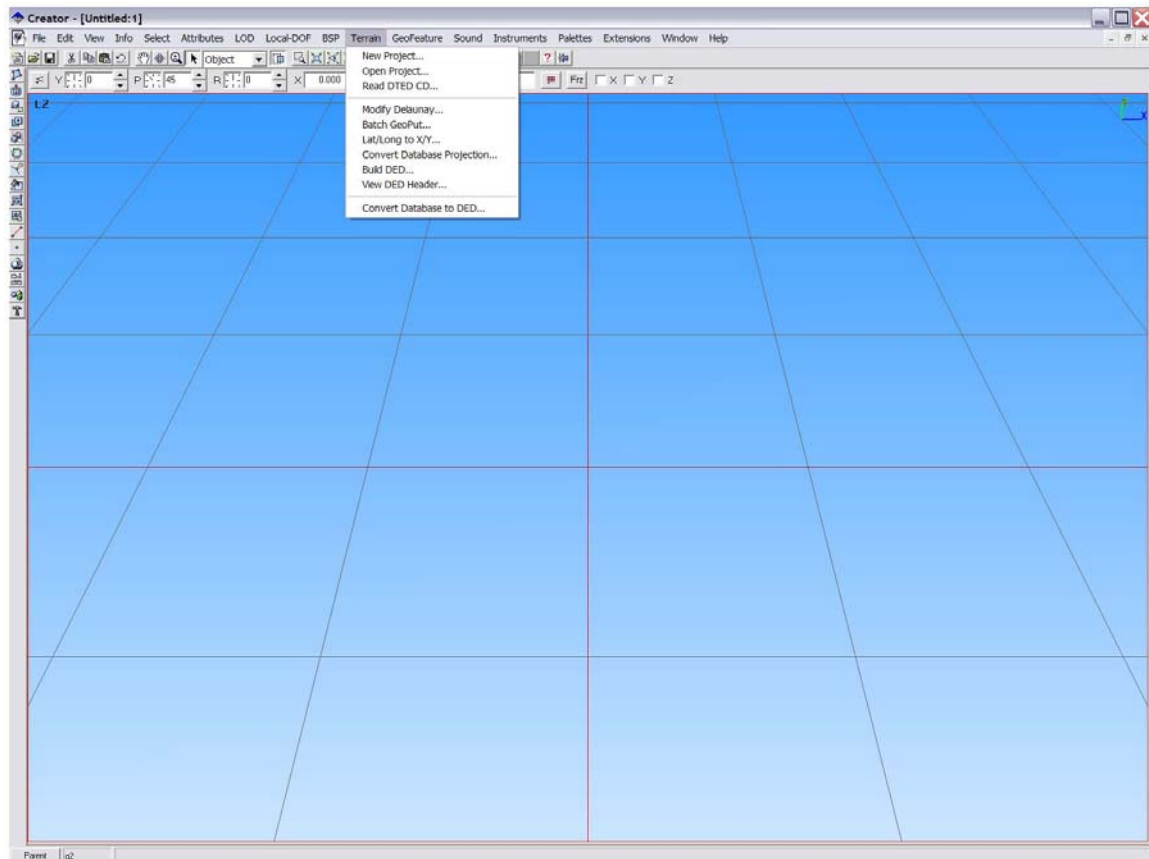 Creator - [Untitled:1]
File Edit View Info Select Attributes LOD Local-DOF BSP Terrain GeoFeature Sound Instruments Palettes Extensions Window Help
Object ?
Y 0 P 45 R 0 X 0.000 Frz X Y Z
New Project...
Open Project...
Read DTED CD...
Modify Delaunay...
Batch GeoPut...
Lat/Long to X/Y...
Convert Database Projection...
Build DED...
View DED Header...
Convert Database to DED...
X
Parent g2